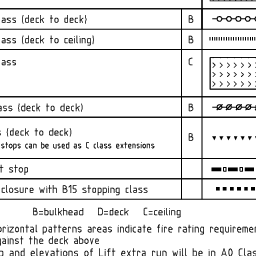 ass (deck to deck) B
ass (deck to ceiling) B
ass C
ass (deck to deck) B
(deck to deck)
stops can be used as C class extensions B
t stop
closure with B15 stopping class
B=bulkhead D=deck C=ceiling
orizontal patterns areas indicate fire rating requiremen
gainst the deck above
and elevations of Lift extra run will be in A0 Clas